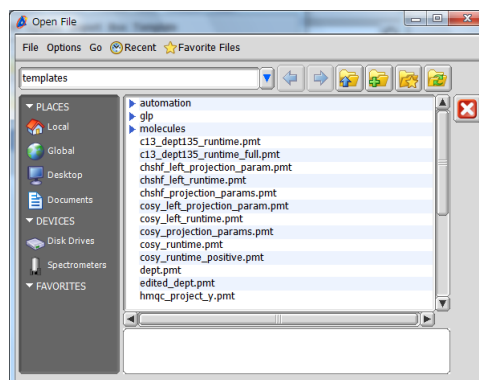 Open File
File Options Go Recent Favorite Files
templates
PLACES
Local
Global
Desktop
Documents
DEVICES
Disk Drives
Spectrometers
FAVORITES
automation
glp
molecules
c13_dept135_runtime.pmt
c13_dept135_runtime_full.pmt
chshf_left_projection_param.pmt
chshf_left_runtime.pmt
chshf_projection_params.pmt
cosy_left_projection_param.pmt
cosy_left_runtime.pmt
cosy_projection_params.pmt
cosy_runtime.pmt
cosy_runtime_positive.pmt
dept.pmt
edited_dept.pmt
hmqc_project_y.pmt